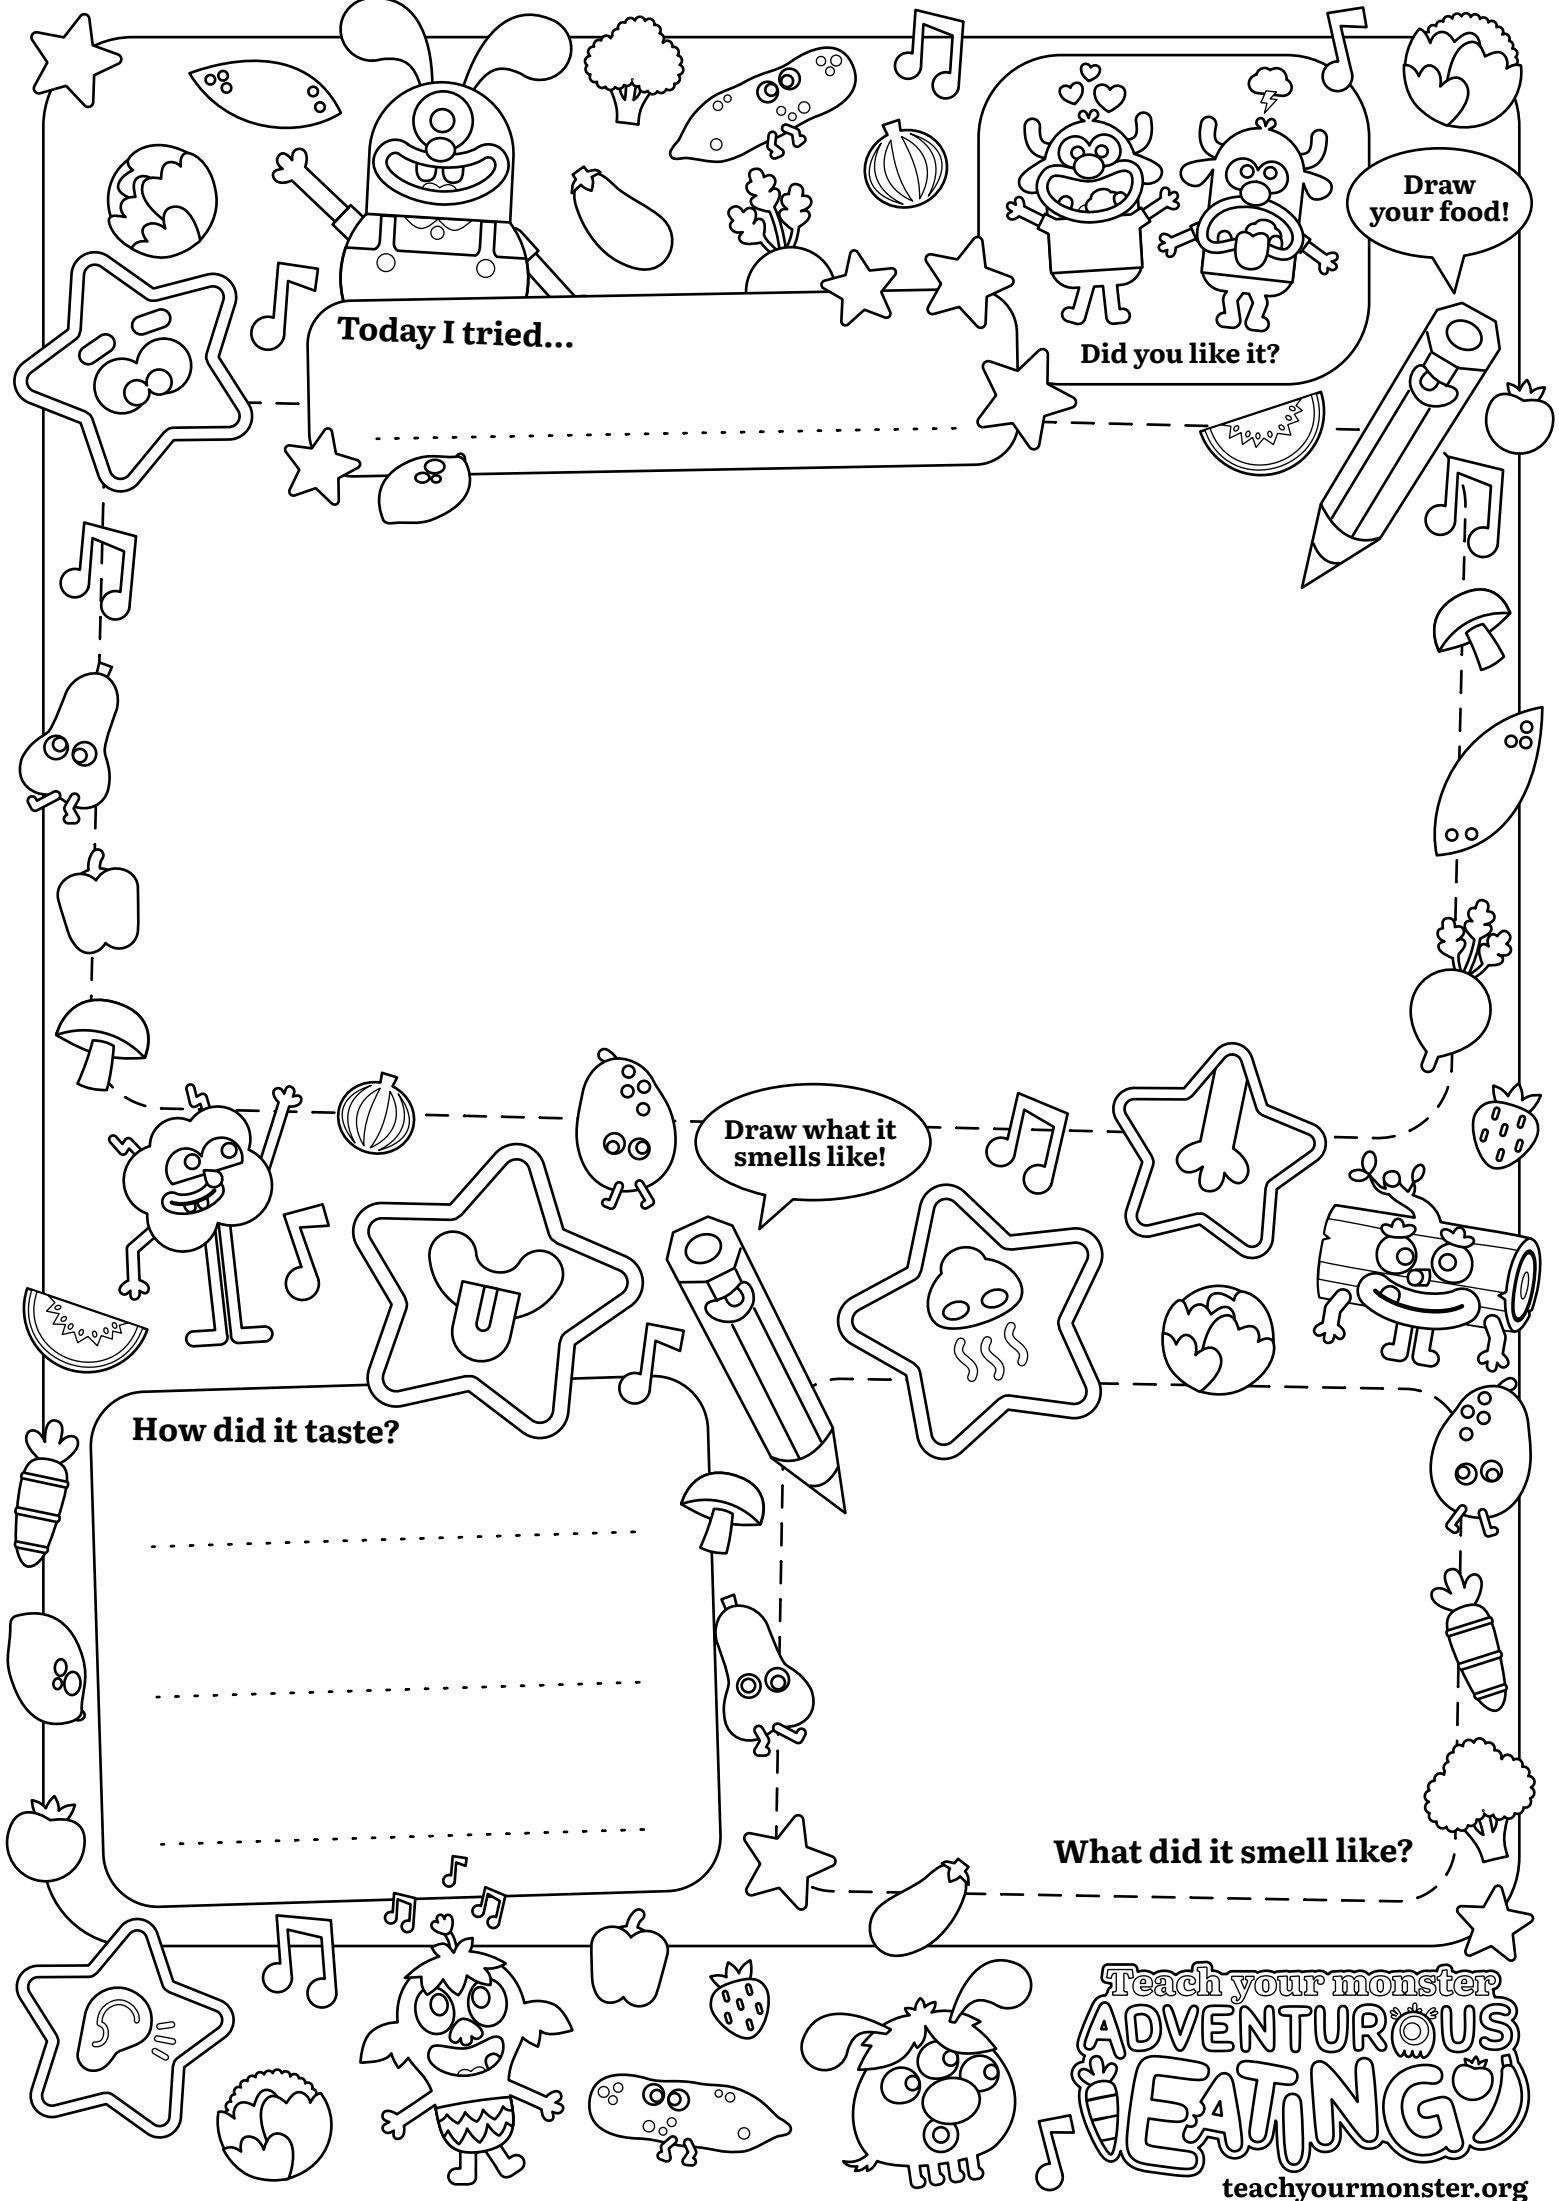 Draw
your food!
Today I tried...
Did you like it?
Draw what it
smells like!
How did it taste?
What did it smell like?
Teach your monster
ADVENTUROUS
EATING
teachyourmonster.org